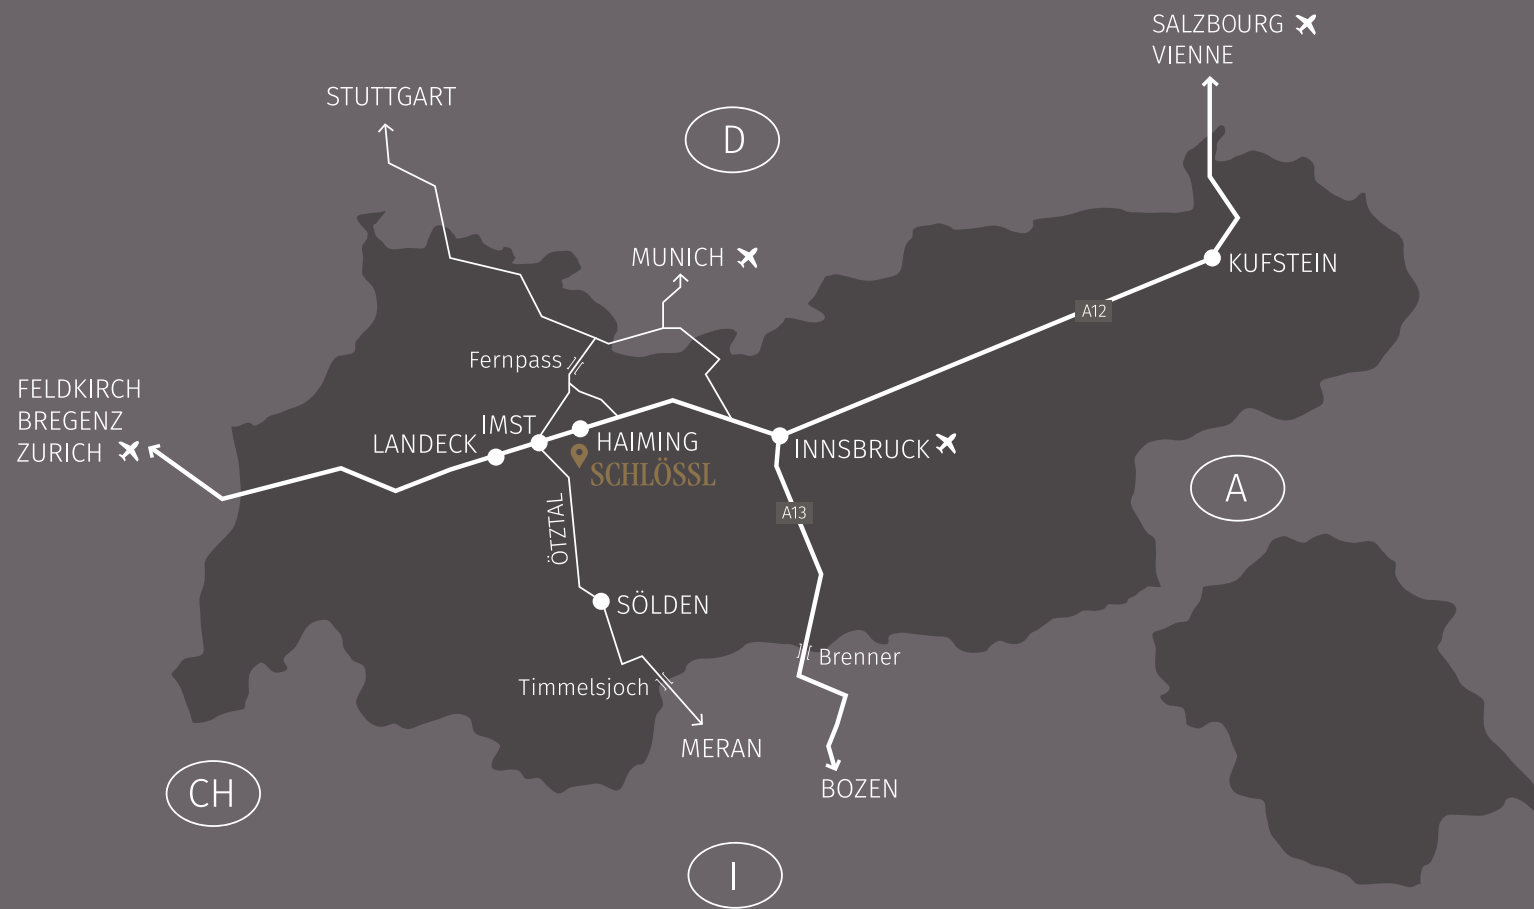 SALZBOURG
VIENNE
STUTTGART
D
MUNICH
KUFSTEIN
A12
Fernpass
FELDKIRCH
BREGENZ
ZURICH
IMST
LANDECK
HAIMING
INNSBRUCK
SCHLÖSSL
A
A13
ÖTZTAL
SÖLDEN
Brenner
Timmelsjoch
MERAN
BOZEN
CH
I